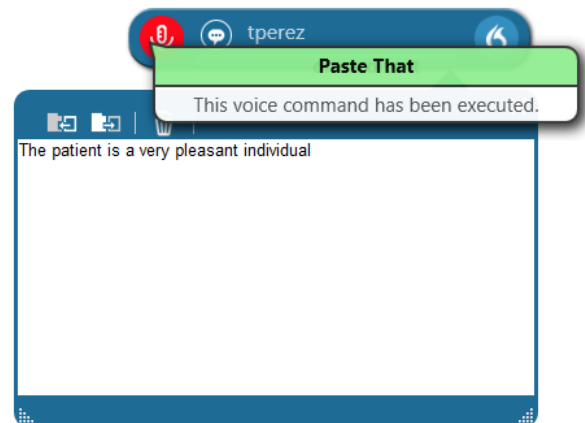 tperez
Paste That
This voice command has been executed.
The patient is a very pleasant individual